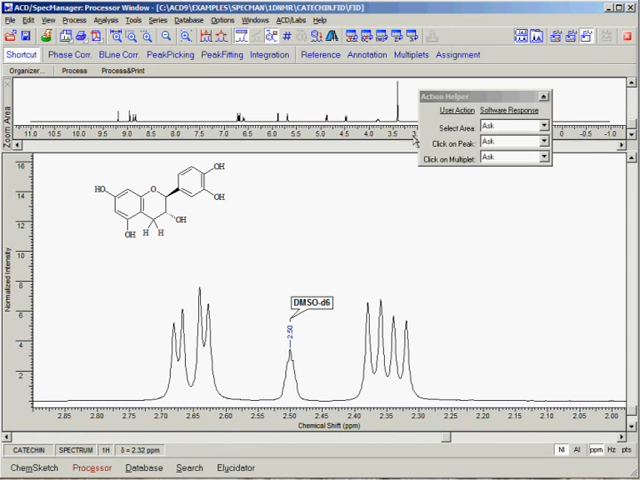 ACD/SpecManager: Processor Window - [C:\ACD9\EXAMPLES\SPECMAN\1DNMR\CATECHIN.FID\FID]
File Edit View Process Analysis Tools Series Database Options Windows ACD/Labs Help
Shortcut Phase Corr. BLine Corr. PeakPicking PeakFitting Integration Reference Annotation Multiplets Assignment
Organizer... Process Process&Print
Zoom Area
11.0 10.5 10.0 9.5 9.0 8.5 8.0 7.5 7.0 6.5 6.0 5.5 5.0 4.5 4.0 3.5 -1.0
Action Helper
User Action Software Response
Select Area: Ask
Click on Peak: Ask
Click on Multiplet: Ask
Normalized Intensity
16
14
12
10
8
6
4
2
OH
HO
O
OH
OH
OH
H H
DMSO-d6
2.50
2.85 2.80 2.75 2.70 2.65 2.60 2.55 2.50 2.45 2.40 2.35 2.30 2.25 2.20 2.15 2.10 2.05 2.00
Chemical Shift (ppm)
CATECHIN SPECTRUM 1H δ = 2.32 ppm NI AI ppm Hz pts
ChemSketch Processor Database Search Elucidator